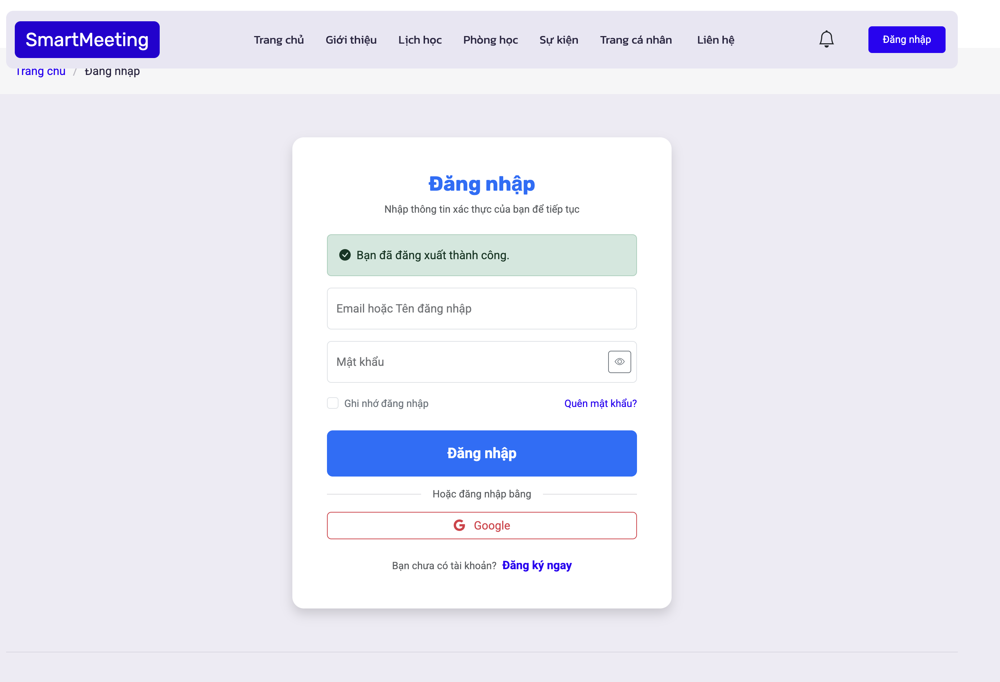 SmartMeeting
Trang chủ Giới thiệu Lịch học Phòng học Sự kiện Trang cá nhân Liên hệ Đăng nhập
Trang chủ / Đăng nhập
Đăng nhập
Nhập thông tin xác thực của bạn để tiếp tục
Bạn đã đăng xuất thành công.
Email hoặc Tên đăng nhập
Mật khẩu
Ghi nhớ đăng nhập Quên mật khẩu?
Đăng nhập
Hoặc đăng nhập bằng
Google
Bạn chưa có tài khoản? Đăng ký ngay